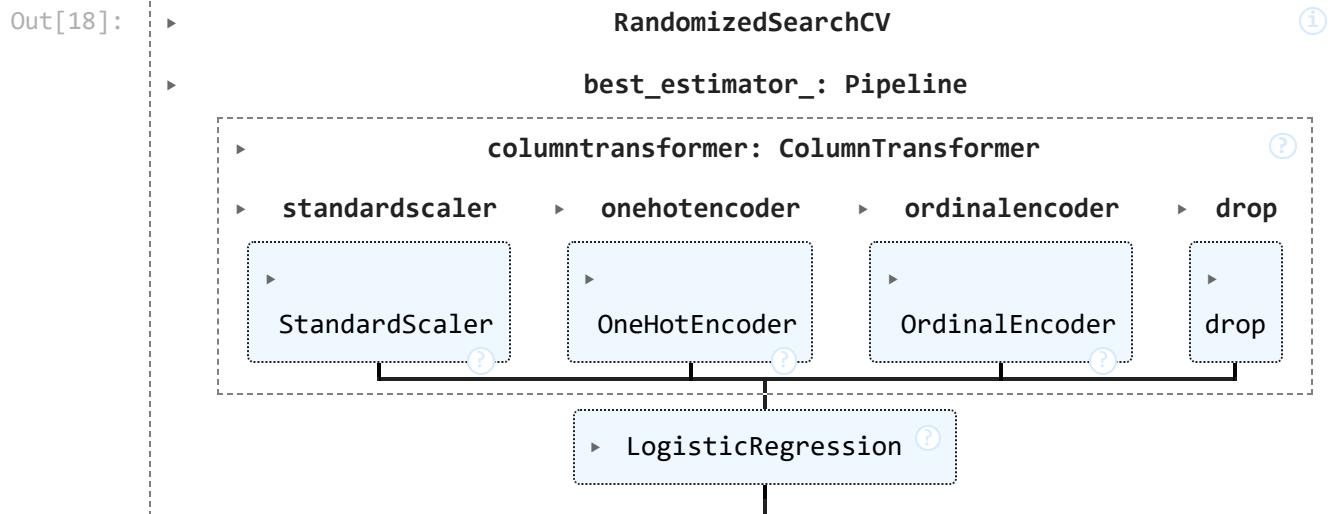 Out[18]: RandomizedSearchCV i
best_estimator_: Pipeline
columntransformer: ColumnTransformer ?
standardscaler onehotencoder ordinalencoder drop
StandardScaler OneHotEncoder OrdinalEncoder drop
? ? ?
LogisticRegression ?